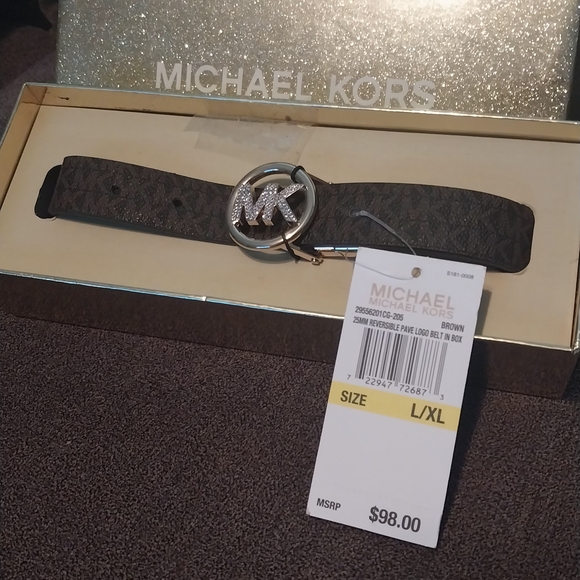 MICHAEL KORS
MK
S181-0008
MICHAEL
MICHAEL KORS
29556201CG-205 BROWN
25MM REVERSIBLE PAVE LOGO BELT IN BOX
7 22947 72687 3
SIZE L/XL
MSRP $98.00